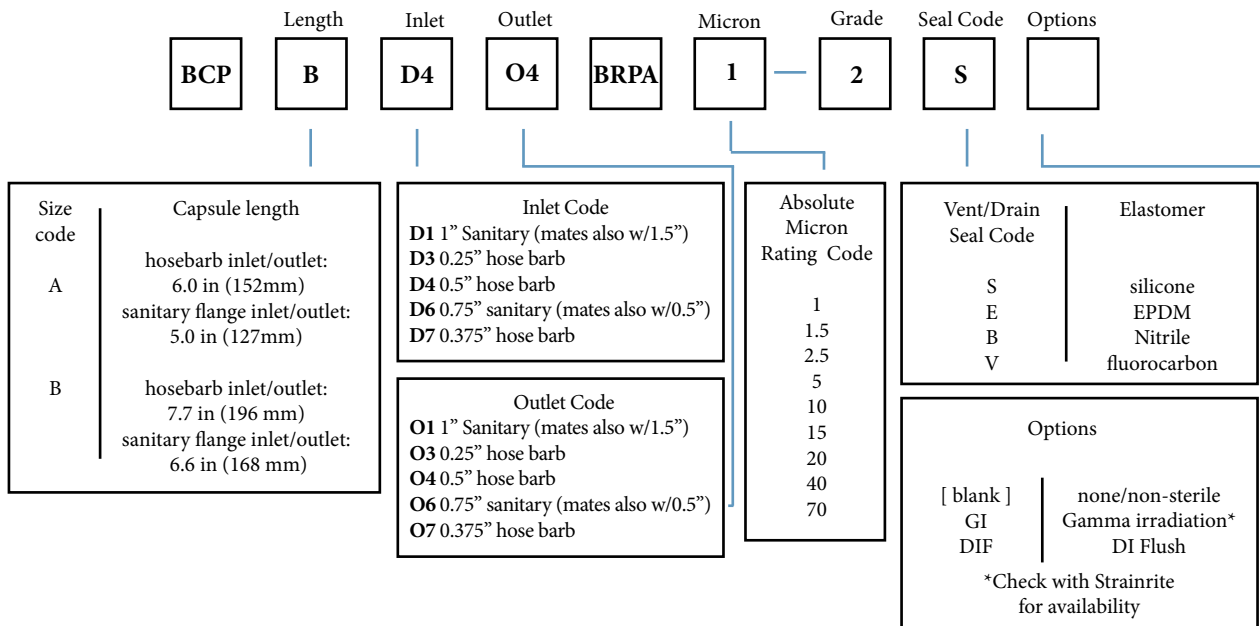 Length Inlet Outlet Micron Grade Seal Code Options
BCP B D4 O4 BRPA 1 2 S
Size code
Capsule length
A
hosebarb inlet/outlet:
6.0 in (152mm)
sanitary flange inlet/outlet:
5.0 in (127mm)
B
hosebarb inlet/outlet:
7.7 in (196 mm)
sanitary flange inlet/outlet:
6.6 in (168 mm)
Inlet Code
D1 1” Sanitary (mates also w/1.5”)
D3 0.25” hose barb
D4 0.5” hose barb
D6 0.75” sanitary (mates also w/0.5”)
D7 0.375” hose barb
Outlet Code
O1 1” Sanitary (mates also w/1.5”)
O3 0.25” hose barb
O4 0.5” hose barb
O6 0.75” sanitary (mates also w/0.5”)
O7 0.375” hose barb
Absolute
Micron
Rating Code
1
1.5
2.5
5
10
15
20
40
70
Vent/Drain
Seal Code
Elastomer
S silicone
E EPDM
B Nitrile
V fluorocarbon
Options
[ blank ] none/non-sterile
GI Gamma irradiation*
DIF DI Flush
*Check with Strainrite
for availability